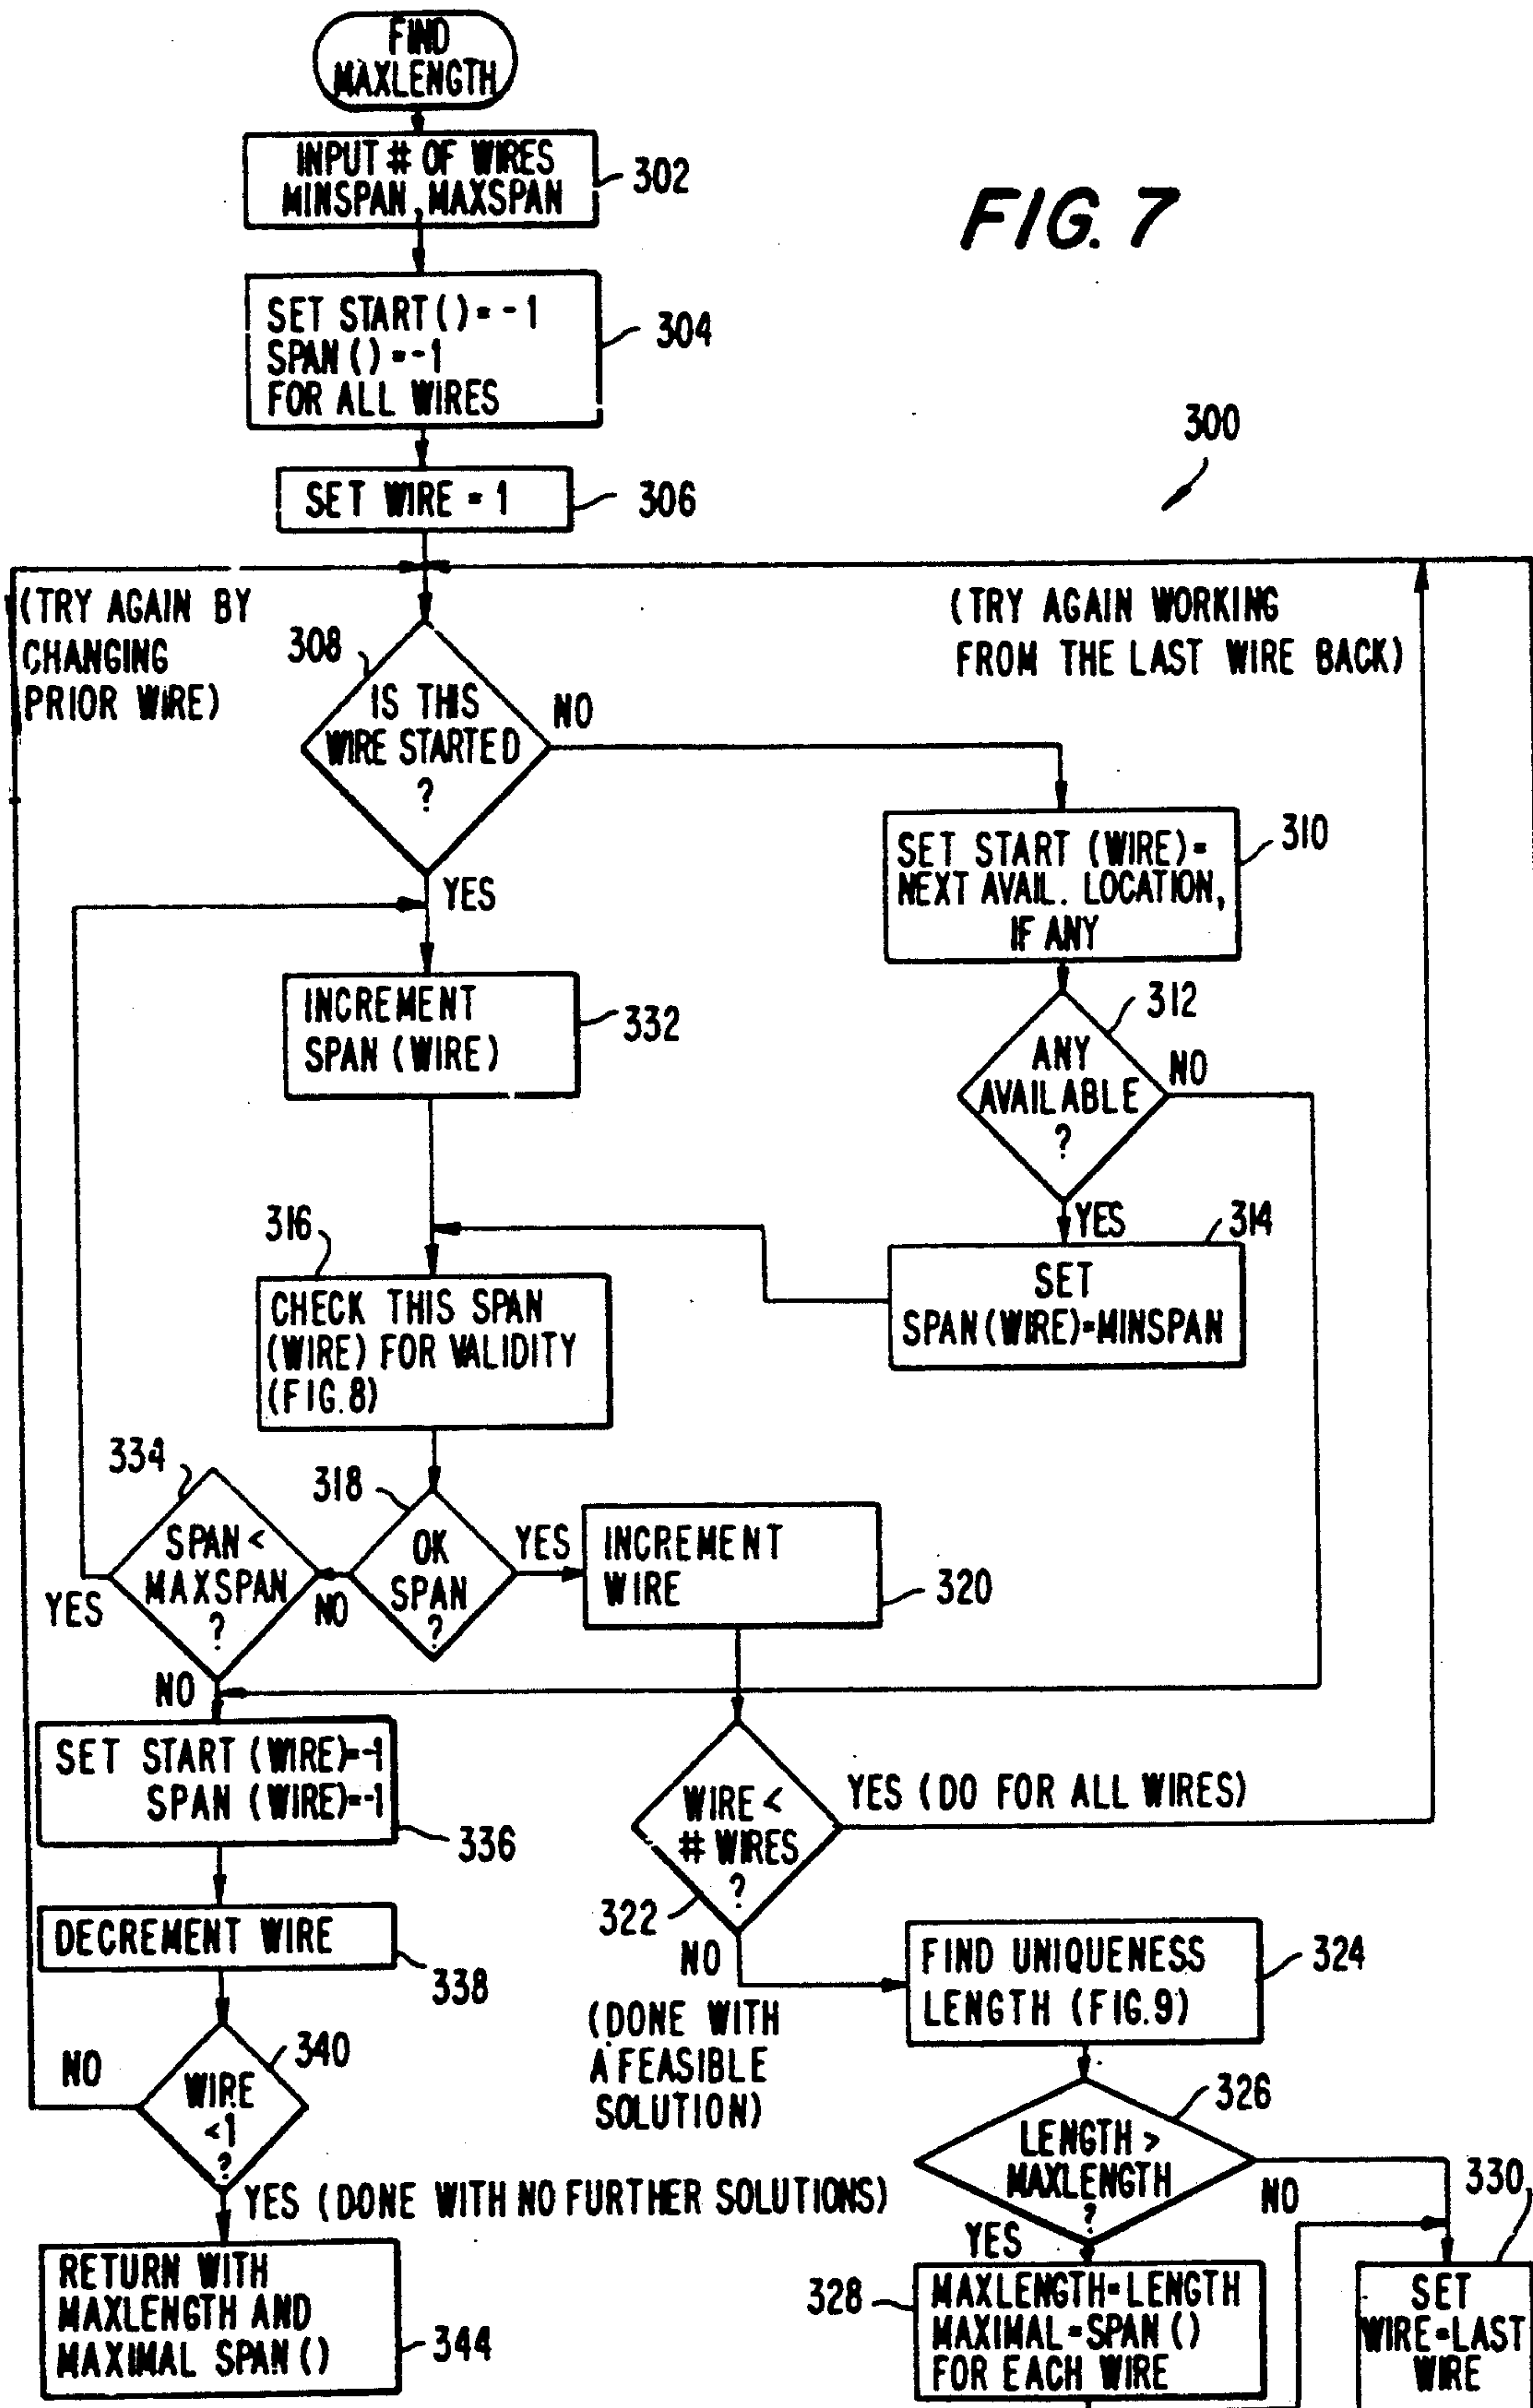 FIND
MAXLENGTH
INPUT # OF WIRES
MINSPAN, MAXSPAN
302
FIG. 7
SET START ( ) = -1
SPAN ( ) = -1
FOR ALL WIRES
304
300
SET WIRE = 1
306
(TRY AGAIN BY
CHANGING
PRIOR WIRE)
(TRY AGAIN WORKING
FROM THE LAST WIRE BACK)
308
IS THIS
WIRE STARTED
?
NO
YES
SET START (WIRE)=
NEXT AVAIL. LOCATION,
IF ANY
310
INCREMENT
SPAN (WIRE)
332
312
ANY
AVAILABLE
?
NO
YES
314
SET
SPAN(WIRE)=MINSPAN
316
CHECK THIS SPAN
(WIRE) FOR VALIDITY
(FIG.8)
334
SPAN <
MAXSPAN
?
YES
NO
318
OK
SPAN
?
NO
YES
INCREMENT
WIRE
320
SET START (WIRE)=-1
SPAN (WIRE)=-1
336
WIRE <
# WIRES
?
322
YES (DO FOR ALL WIRES)
NO
(DONE WITH
A FEASIBLE
SOLUTION)
DECREMENT WIRE
338
FIND UNIQUENESS
LENGTH (FIG.9)
324
NO
WIRE
<1
?
340
YES (DONE WITH NO FURTHER SOLUTIONS)
LENGTH >
MAXLENGTH
?
326
NO
YES
330
RETURN WITH
MAXLENGTH AND
MAXIMAL SPAN ( )
344
328
MAXLENGTH=LENGTH
MAXIMAL=SPAN ( )
FOR EACH WIRE
SET
WIRE=LAST
WIRE